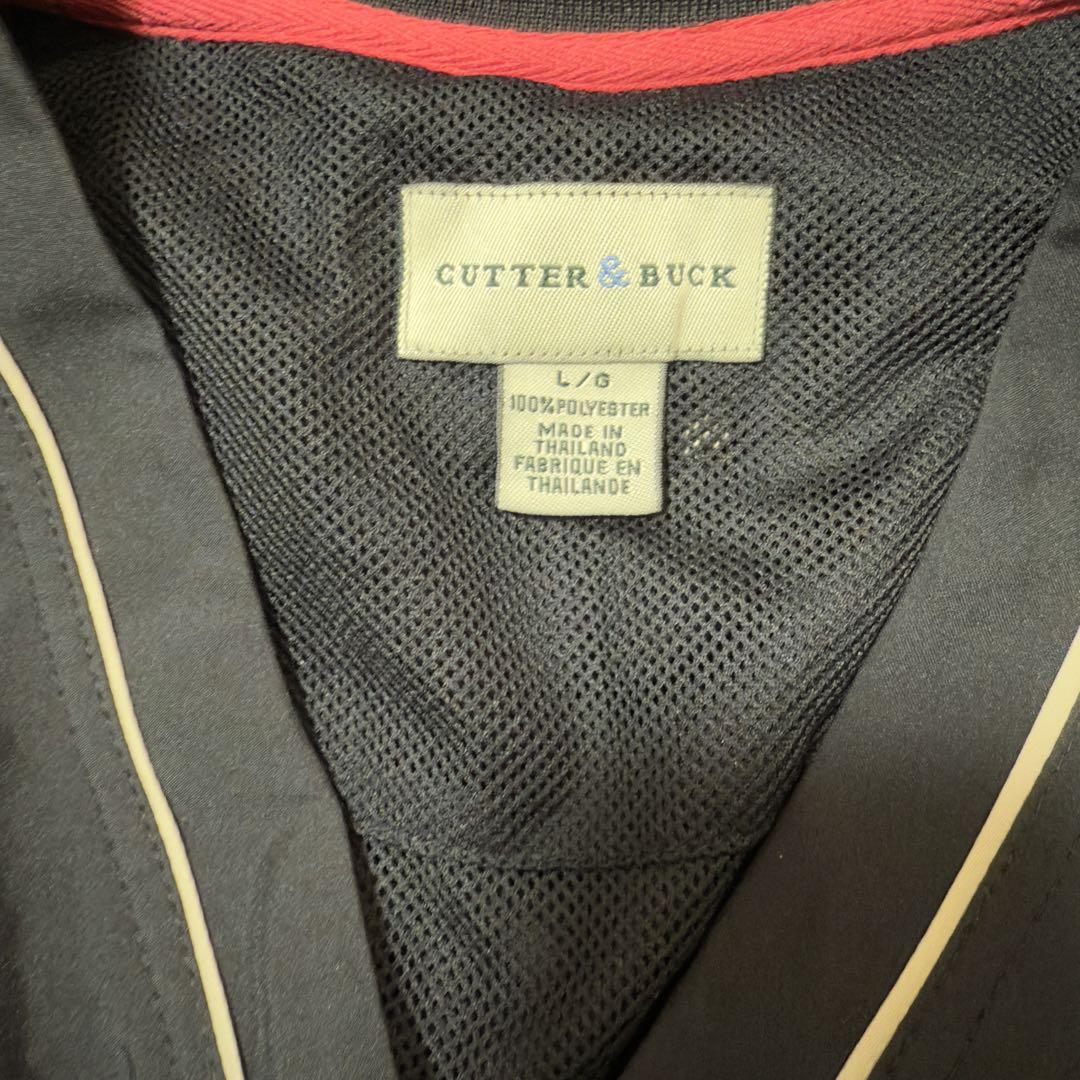 CUTTER & BUCK
L/G
100% POLYESTER
MADE IN
THAILAND
FABRIQUE EN
THAILANDE